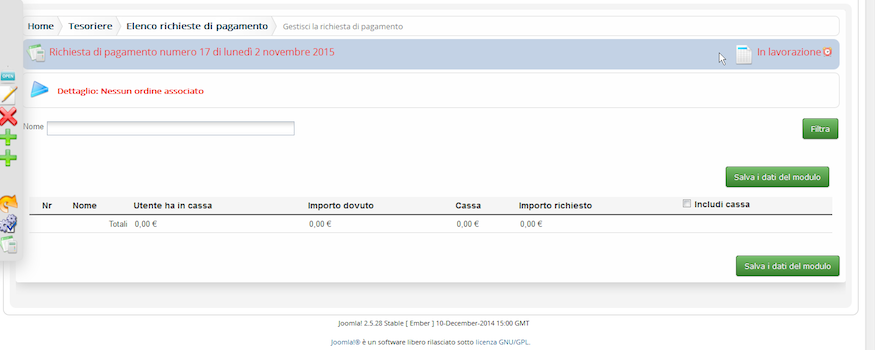 Home Tesoriere Elenco richieste di pagamento Gestisci la richiesta di pagamento
Richiesta di pagamento numero 17 di lunedì 2 novembre 2015 In lavorazione
OPEN
Dettaglio: Nessun ordine associato
Nome Filtra
Salva i dati del modulo
Nr Nome Utente ha in cassa Importo dovuto Cassa Importo richiesto Includi cassa
Totali 0,00 € 0,00 € 0,00 € 0,00 €
Salva i dati del modulo
Joomla! 2.5.28 Stable [ Ember ] 10-December-2014 15:00 GMT
Joomla!® è un software libero rilasciato sotto licenza GNU/GPL.